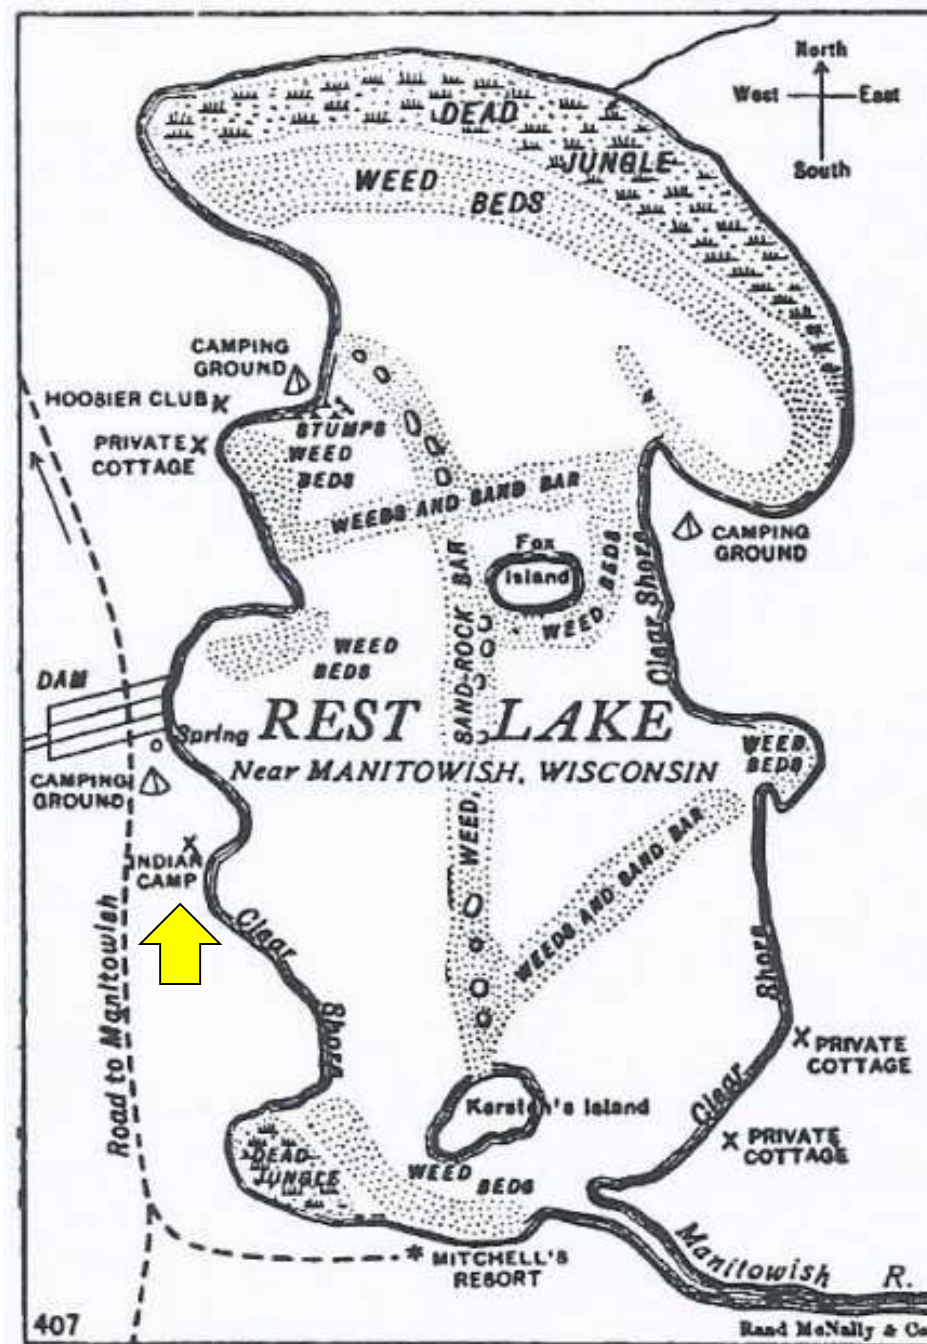 North
West
East
South
DEAD
JUNGLE
WEED
BEDS
CAMPING
GROUND
HOOSIER CLUB
STUMPS
PRIVATE
COTTAGE
WEED
BEDS
WEEDS AND SAND BAR
CAMPING
GROUND
Fox
Island
WEED BEDS
Clear Shore
WEED
BEDS
DAM
Spring
REST LAKE
Near MANITOWISH, WISCONSIN
WEED
BEDS
CAMPING
GROUND
WEED, SAND-ROCK BAR
INDIAN
CAMP
WEEDS AND SAND BAR
Clear
Shore
Clear
Shore
Road to Manitowish
PRIVATE
COTTAGE
Kersten's Island
PRIVATE
COTTAGE
DEAD
JUNGLE
WEED
BEDS
MITCHELL'S
RESORT
Manitowish R.
407
Rand McNally & Co